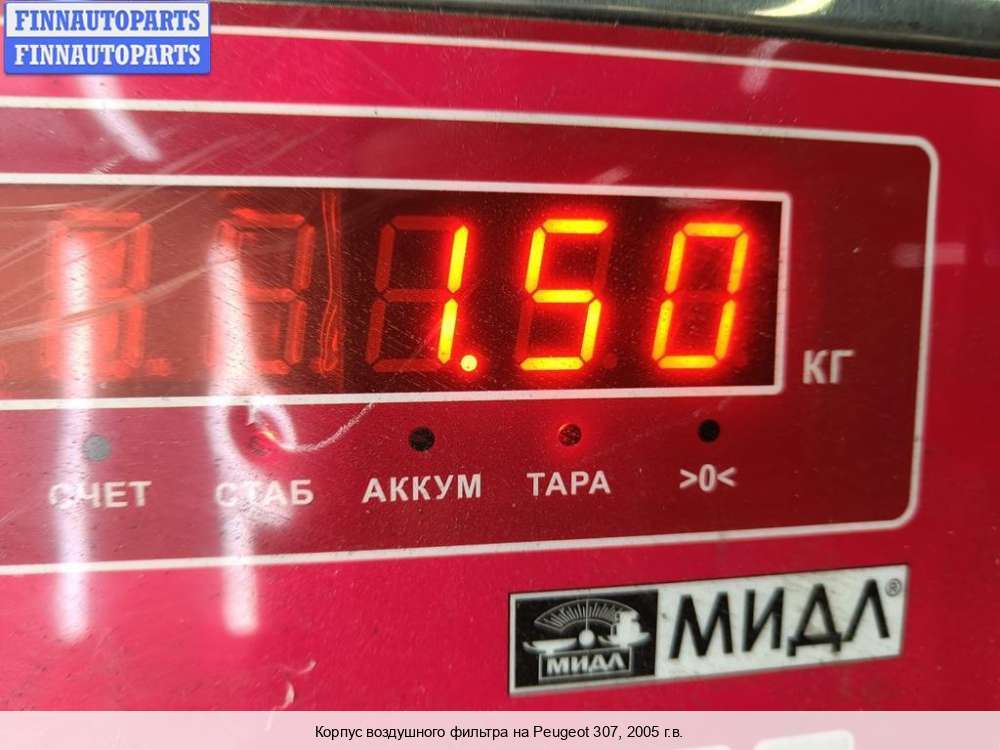 FINNAUTOPARTS
FINNAUTOPARTS
1.50
КГ
СЧЕТ СТАБ АККУМ ТАРА >0<
МИДЛ МИДЛ®
Корпус воздушного фильтра на Peugeot 307, 2005 г.в.